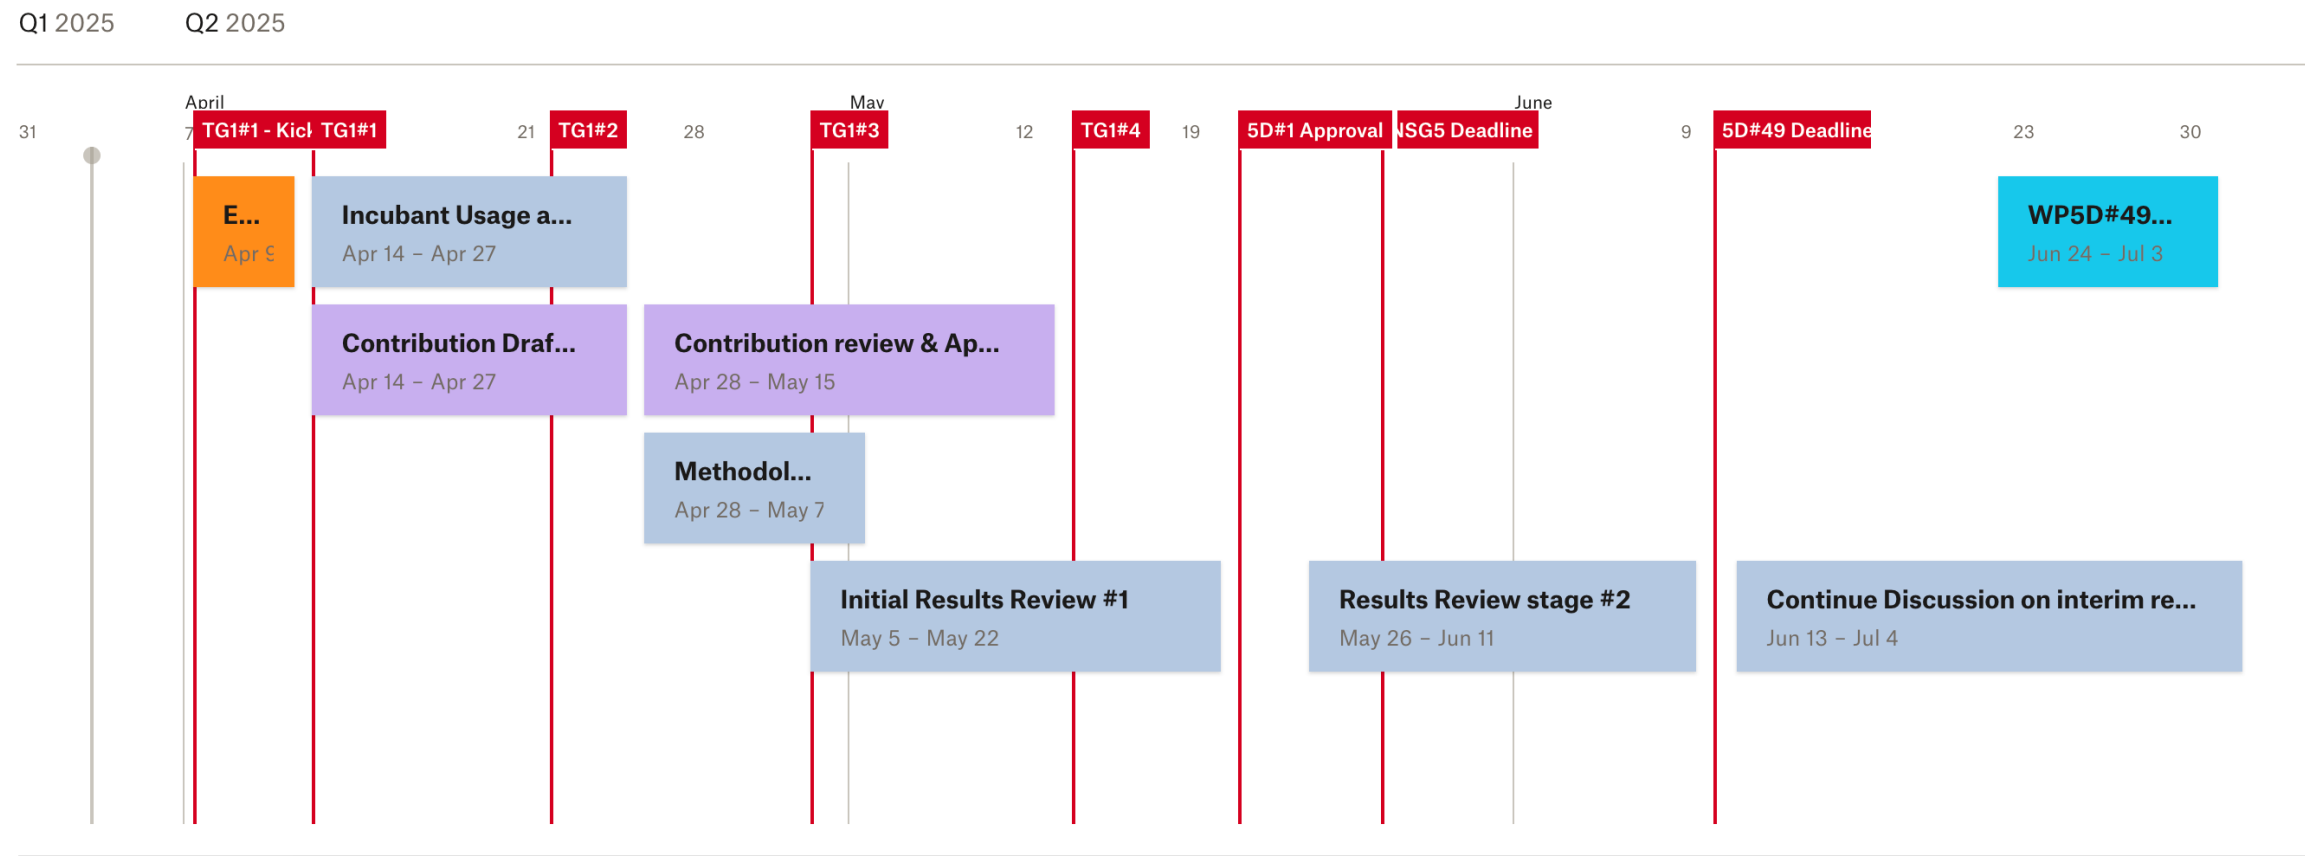 Q1 2025 Q2 2025
April May June
31 7 TG1#1 - Kick TG1#1 21 TG1#2 28 TG1#3 12 TG1#4 19 5D#1 Approval NSG5 Deadline 9 5D#49 Deadline 23 30
E... Incubant Usage a... WP5D#49...
Apr 9 Apr 14 – Apr 27 Jun 24 – Jul 3
Contribution Draf... Contribution review & Ap...
Apr 14 – Apr 27 Apr 28 – May 15
Methodol...
Apr 28 – May 7
Initial Results Review #1 Results Review stage #2 Continue Discussion on interim re...
May 5 – May 22 May 26 – Jun 11 Jun 13 – Jul 4